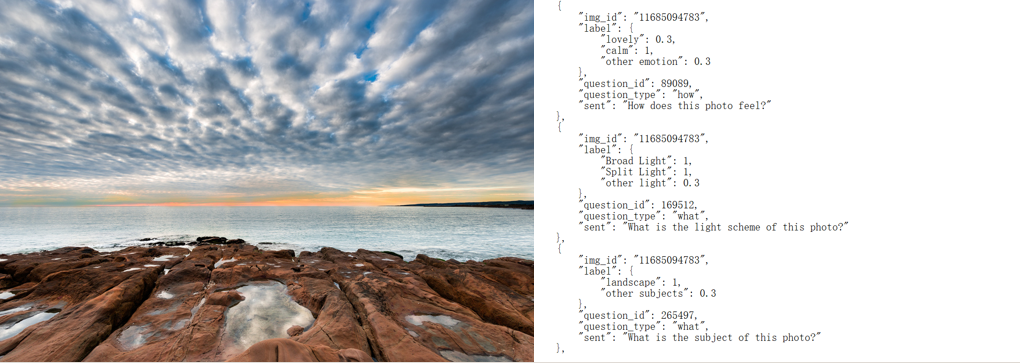 {
"img_id": "11685094783",
"label": {
"lovely": 0.3,
"calm": 1,
"other emotion": 0.3
},
"question_id": 89089,
"question_type": "how",
"sent": "How does this photo feel?"
},
{
"img_id": "11685094783",
"label": {
"Broad Light": 1,
"Split Light": 1,
"other light": 0.3
},
"question_id": 169512,
"question_type": "what",
"sent": "What is the light scheme of this photo?"
},
{
"img_id": "11685094783",
"label": {
"landscape": 1,
"other subjects": 0.3
},
"question_id": 265497,
"question_type": "what",
"sent": "What is the subject of this photo?"
},